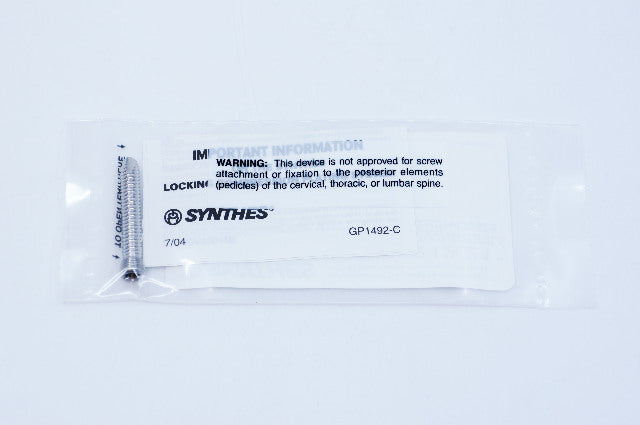 IMPORTANT INFORMATION
WARNING: This device is not approved for screw
attachment or fixation to the posterior elements
(pedicles) of the cervical, thoracic, or lumbar spine.
LOCKING
SYNTHES®
7/04
GP1492-C
TO OPEN